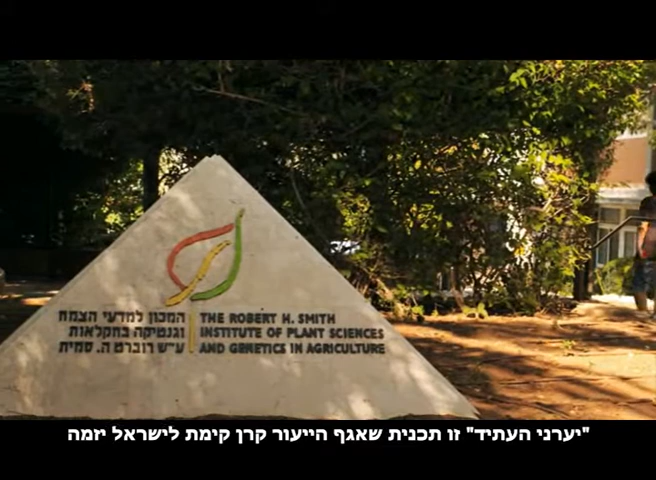 המכון למדעי הצמח
וגנטיקה בחקלאות
ע״ש רוברט ה. סמית
THE ROBERT H. SMITH
INSTITUTE OF PLANT SCIENCES
AND GENETICS IN AGRICULTURE
"יערני העתיד" זו תכנית שאגף הייעור קרן קימת לישראל יזמה